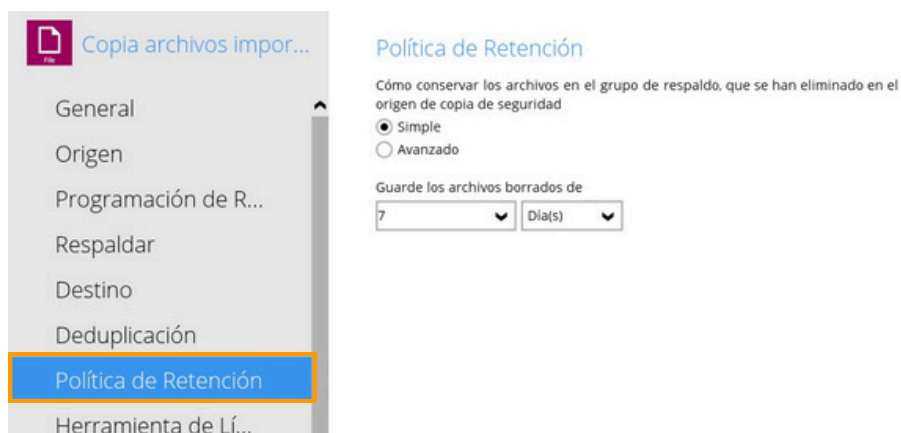 File
Copia archivos impor...
General
Origen
Programación de R...
Respaldar
Destino
Deduplicación
Política de Retención
Herramienta de Lí...
Política de Retención
Cómo conservar los archivos en el grupo de respaldo, que se han eliminado en el
origen de copia de seguridad
Simple
Avanzado
Guarde los archivos borrados de
7 Día(s)